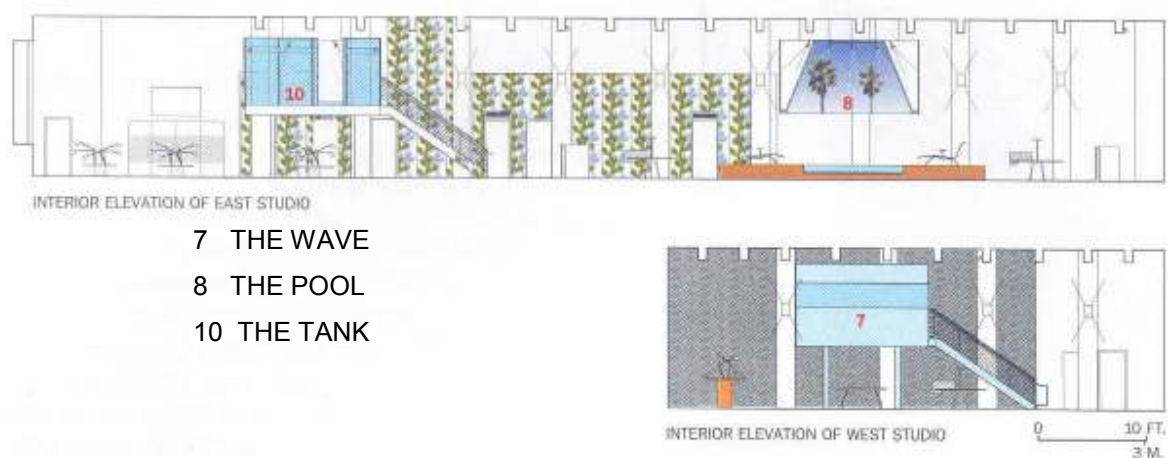 10
8
INTERIOR ELEVATION OF EAST STUDIO
7 THE WAVE
8 THE POOL
10 THE TANK
7
INTERIOR ELEVATION OF WEST STUDIO
0 10 FT.
3 M.